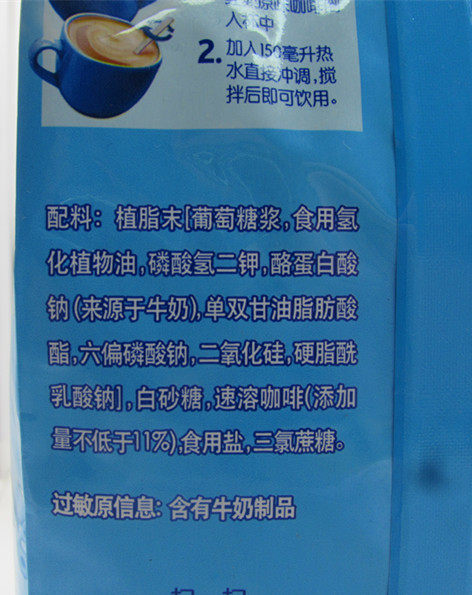 入杯中
2.加入150毫升热
水直接冲调,搅
拌后即可饮用。
配料:植脂末[葡萄糖浆,食用氢
化植物油,磷酸氢二钾,酪蛋白酸
钠(来源于牛奶),单双甘油脂肪酸
酯,六偏磷酸钠,二氧化硅,硬脂酰
乳酸钠],白砂糖,速溶咖啡(添加
量不低于11%),食用盐,三氯蔗糖。
过敏原信息:含有牛奶制品